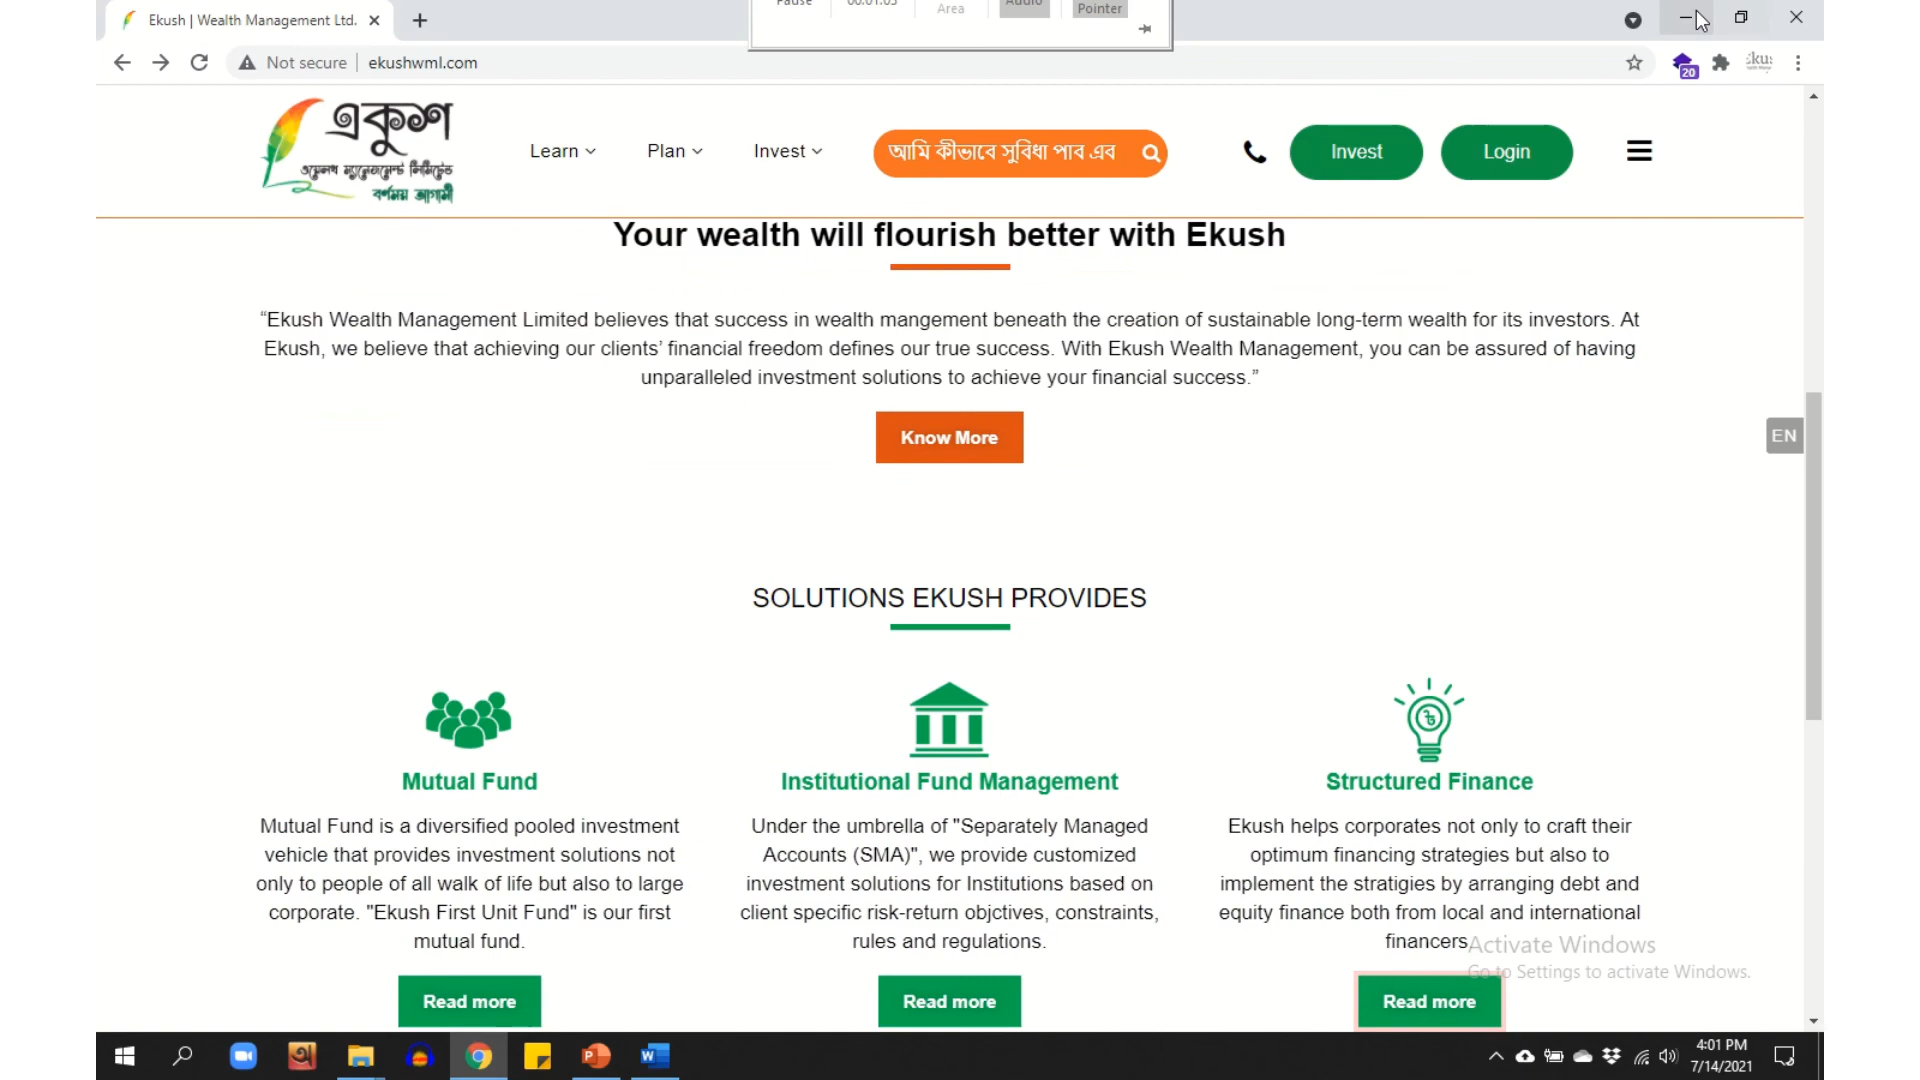 Ekush | Wealth Management Ltd.
Pause 00:01:05 Area Audio Pointer
Not secure ekushwml.com
20
একুশ
ওয়েলথ ম্যানেজমেন্ট লিমিটেড
বর্ণময় আগামী
Learn Plan Invest আমি কীভাবে সুবিধা পাব এব Invest Login
Your wealth will flourish better with Ekush
“Ekush Wealth Management Limited believes that success in wealth mangement beneath the creation of sustainable long-term wealth for its investors. At
Ekush, we believe that achieving our clients’ financial freedom defines our true success. With Ekush Wealth Management, you can be assured of having
unparalleled investment solutions to achieve your financial success.”
Know More
EN
SOLUTIONS EKUSH PROVIDES
Mutual Fund
Mutual Fund is a diversified pooled investment
vehicle that provides investment solutions not
only to people of all walk of life but also to large
corporate. "Ekush First Unit Fund" is our first
mutual fund.
Read more
Institutional Fund Management
Under the umbrella of "Separately Managed
Accounts (SMA)", we provide customized
investment solutions for Institutions based on
client specific risk-return objctives, constraints,
rules and regulations.
Read more
Structured Finance
Ekush helps corporates not only to craft their
optimum financing strategies but also to
implement the stratigies by arranging debt and
equity finance both from local and international
financers.
Read more
Activate Windows
Go to Settings to activate Windows.
4:01 PM
7/14/2021